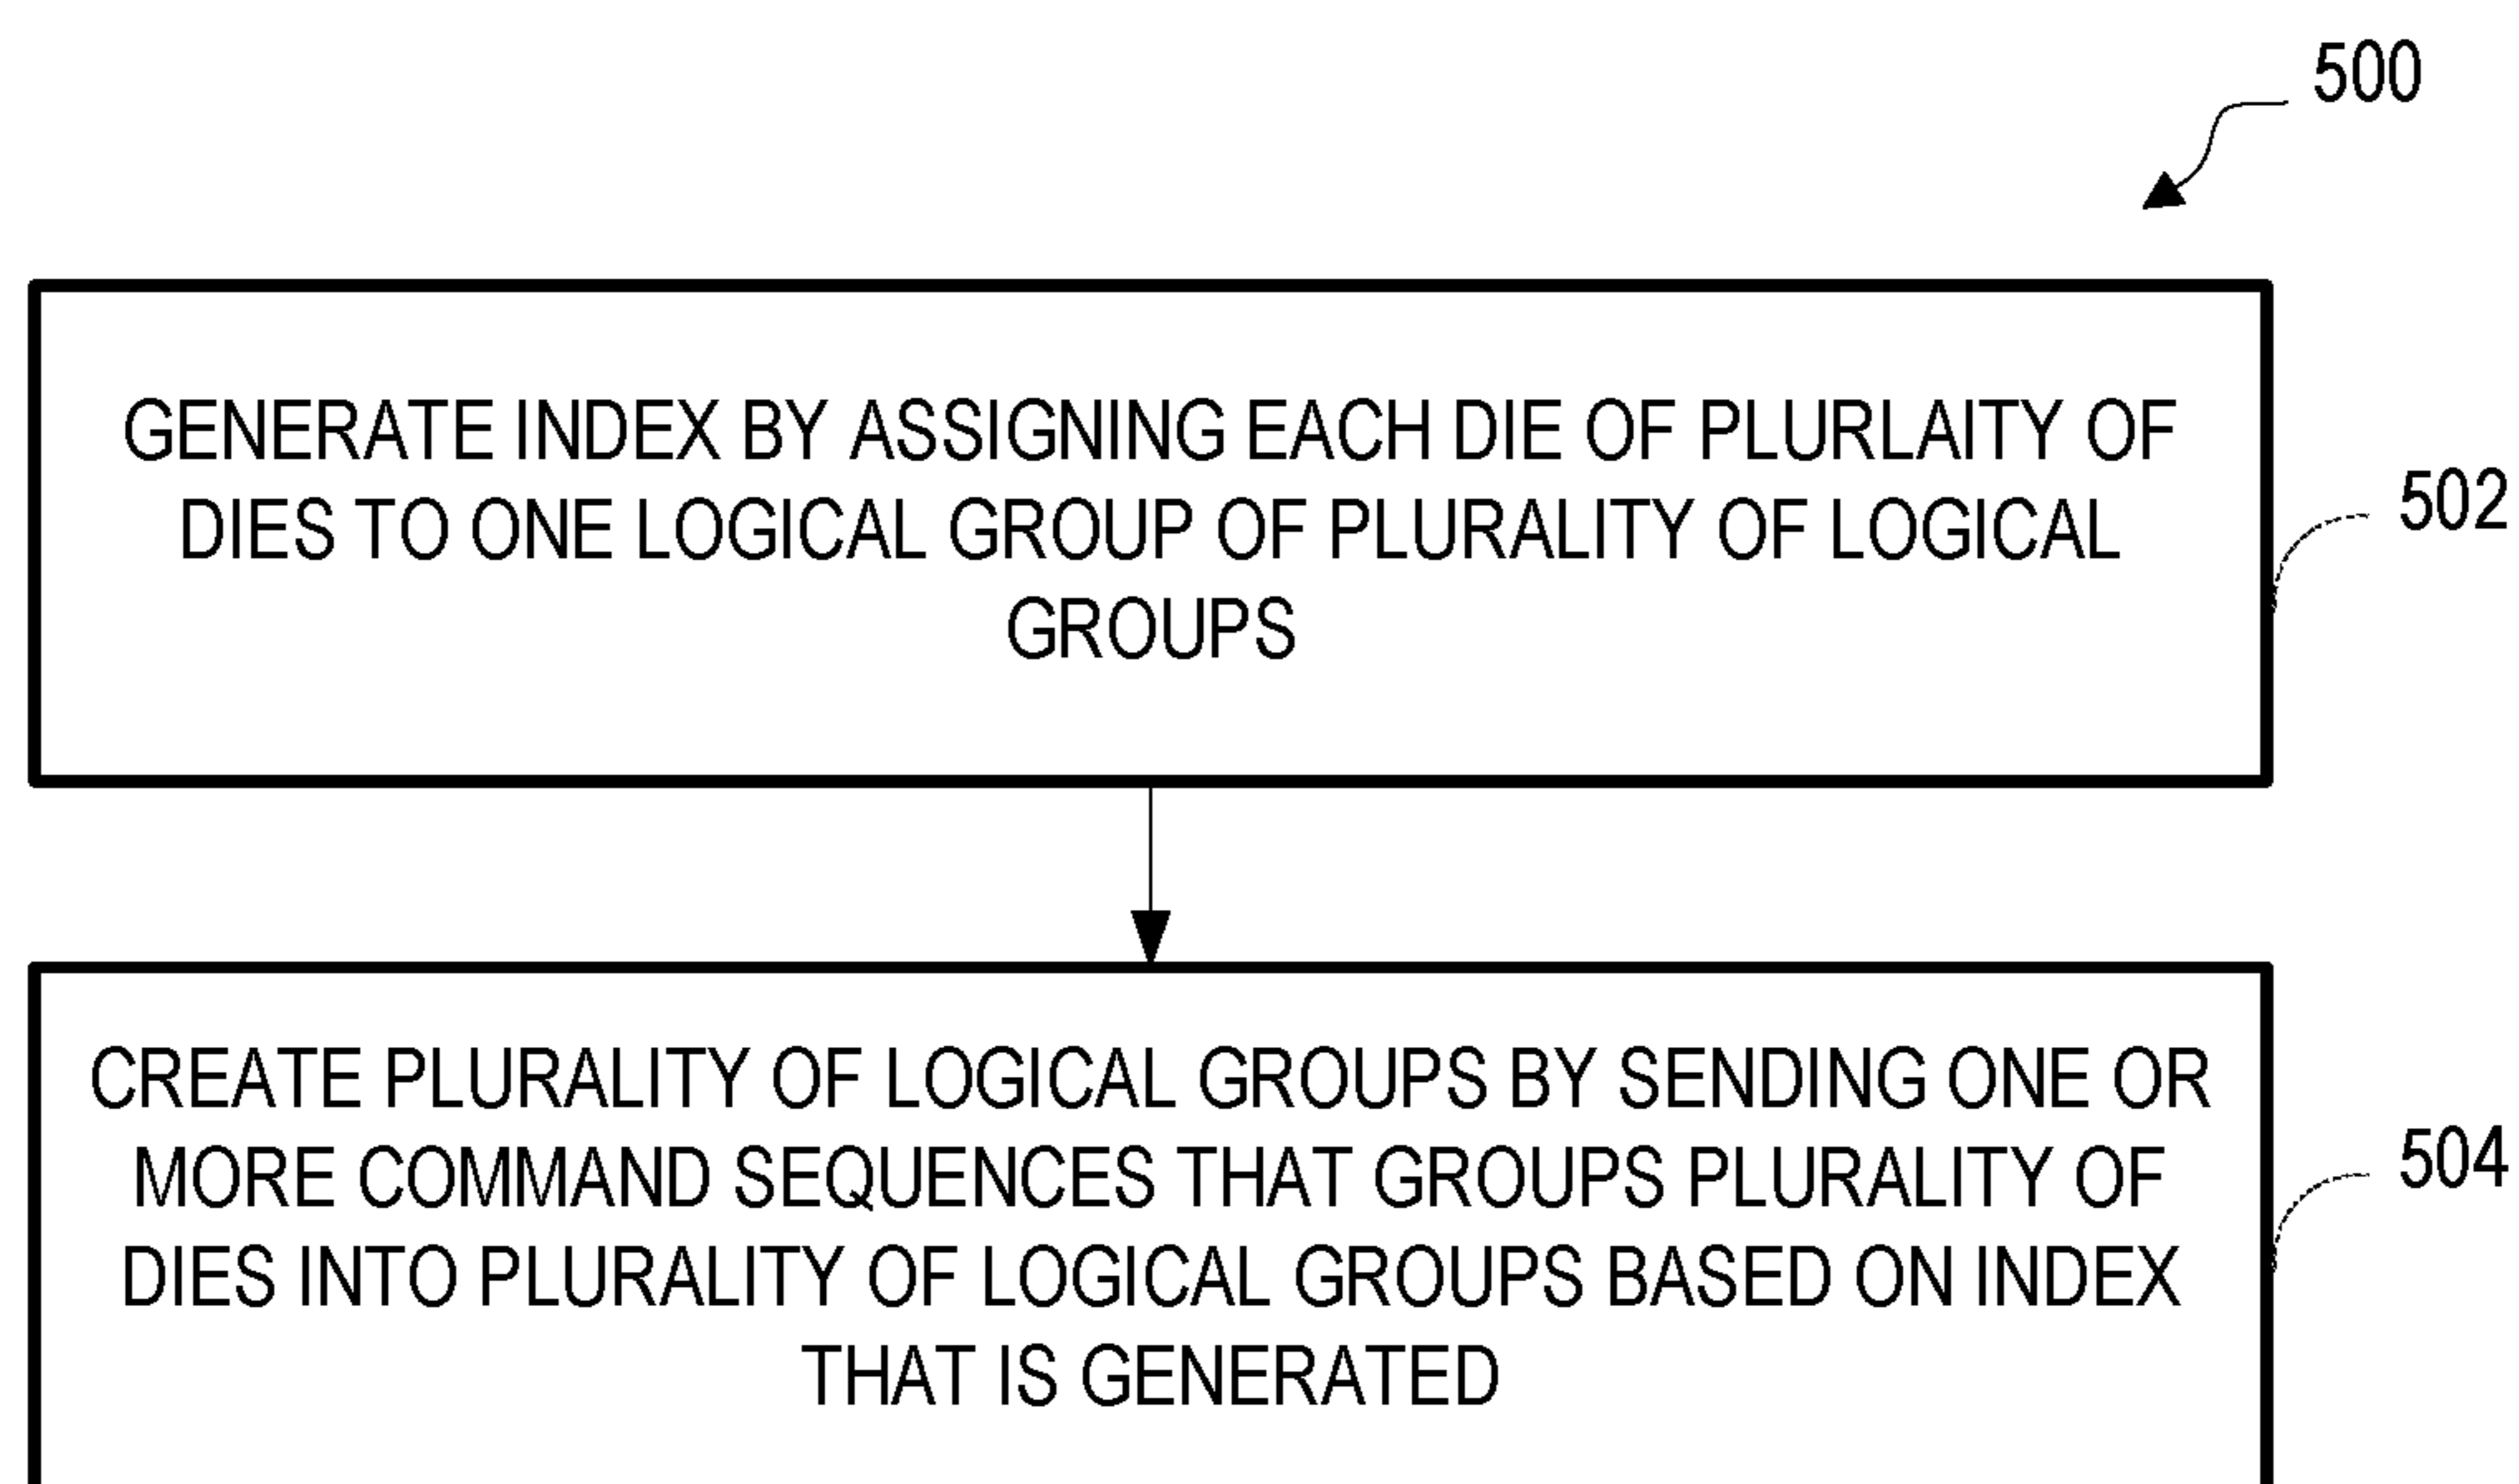 500
GENERATE INDEX BY ASSIGNING EACH DIE OF PLURLAITY OF
DIES TO ONE LOGICAL GROUP OF PLURALITY OF LOGICAL
GROUPS
502
CREATE PLURALITY OF LOGICAL GROUPS BY SENDING ONE OR
MORE COMMAND SEQUENCES THAT GROUPS PLURALITY OF
DIES INTO PLURALITY OF LOGICAL GROUPS BASED ON INDEX
THAT IS GENERATED
504